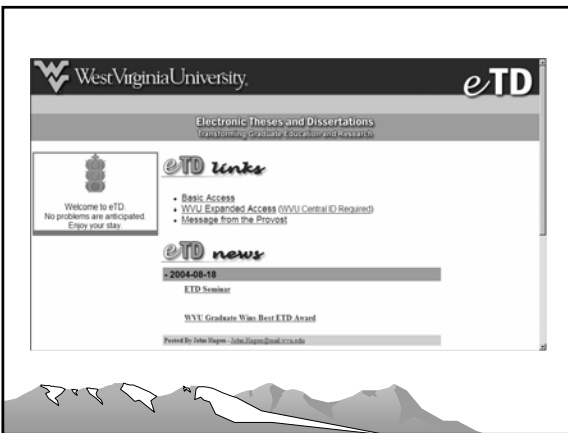 WestVirginiaUniversity,
eTD
Electronic Theses and Dissertations
Transforming Graduate Education and Research
eTD links
Welcome to eTD.
No problems are anticipated.
Enjoy your stay.
• Basic Access
• WVU Expanded Access (WVU Central ID Required)
• Message from the Provost
eTD news
- 2004-08-18
ETD Seminar
WVU Graduate Wins Best ETD Award
Posted By John Hagen - John.Hagen@mail.wvu.edu